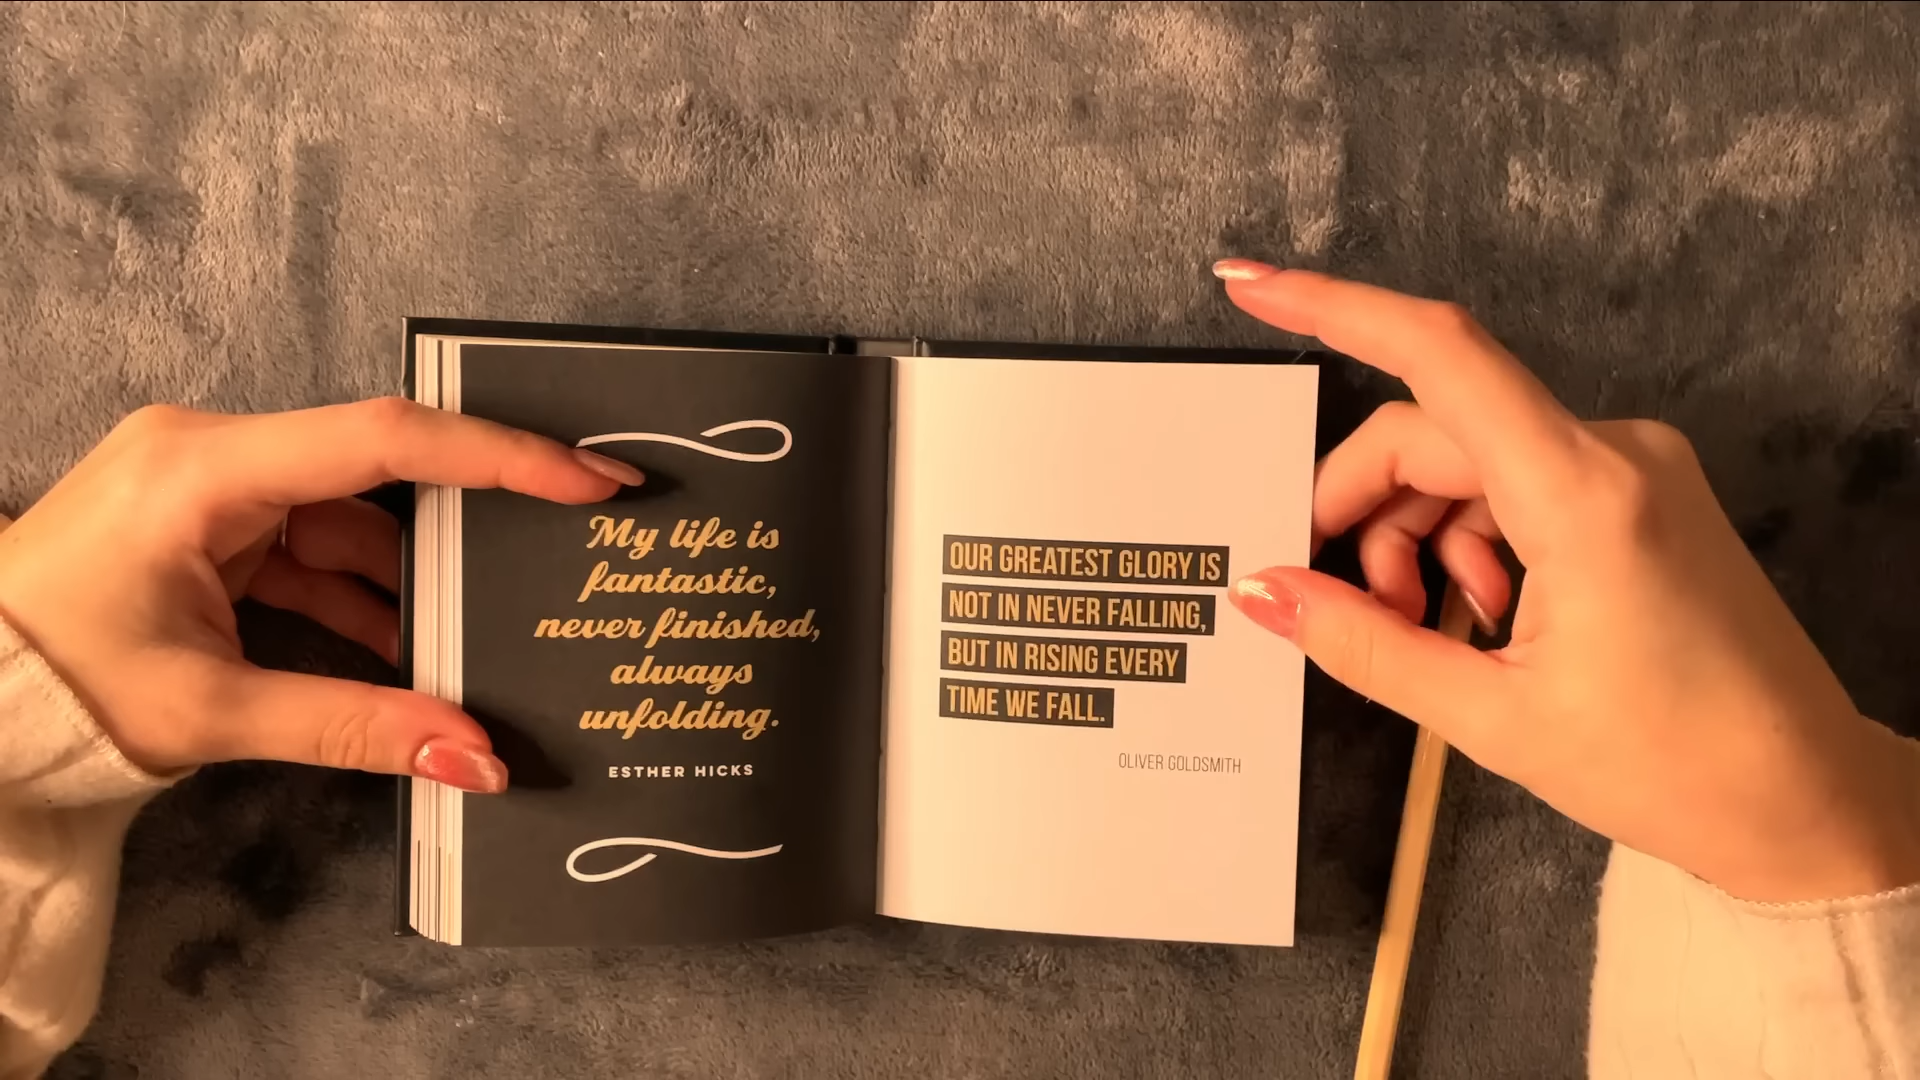 My life is
fantastic,
never finished,
always
unfolding.
ESTHER HICKS
OUR GREATEST GLORY IS
NOT IN NEVER FALLING,
BUT IN RISING EVERY
TIME WE FALL.
OLIVER GOLDSMITH